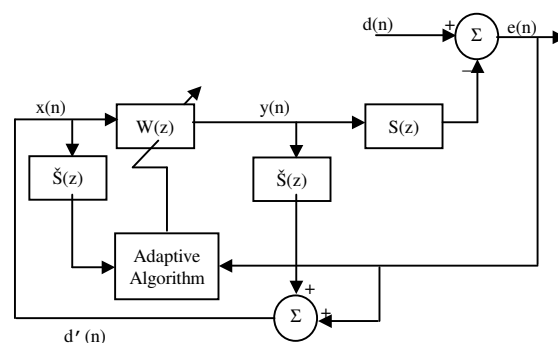 d(n)
+
Σ
e(n)
−
x(n)
W(z)
y(n)
S(z)
Š(z)
Š(z)
Adaptive
Algorithm
+
+
Σ
d′(n)